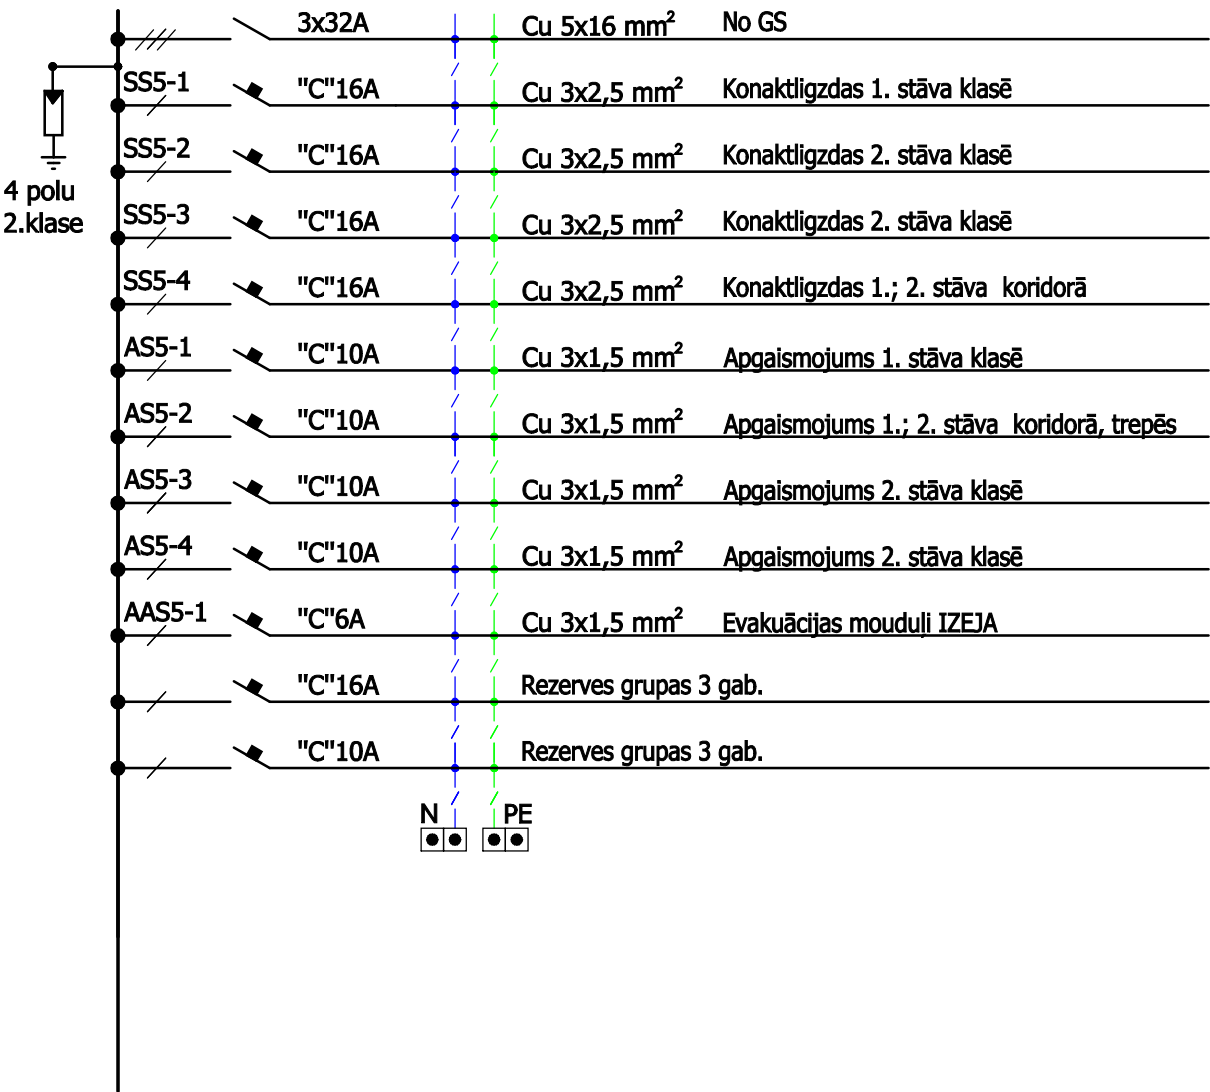 3x32A Cu 5x16 mm² No GS
SS5-1 "C"16A Cu 3x2,5 mm² Konaktligzdas 1. stāva klasē
SS5-2 "C"16A Cu 3x2,5 mm² Konaktligzdas 2. stāva klasē
4 polu
2.klase
SS5-3 "C"16A Cu 3x2,5 mm² Konaktligzdas 2. stāva klasē
SS5-4 "C"16A Cu 3x2,5 mm² Konaktligzdas 1.; 2. stāva koridorā
AS5-1 "C"10A Cu 3x1,5 mm² Apgaismojums 1. stāva klasē
AS5-2 "C"10A Cu 3x1,5 mm² Apgaismojums 1.; 2. stāva koridorā, trepēs
AS5-3 "C"10A Cu 3x1,5 mm² Apgaismojums 2. stāva klasē
AS5-4 "C"10A Cu 3x1,5 mm² Apgaismojums 2. stāva klasē
AAS5-1 "C"6A Cu 3x1,5 mm² Evakuācijas mouduļi IZEJA
"C"16A Rezerves grupas 3 gab.
"C"10A Rezerves grupas 3 gab.
N PE